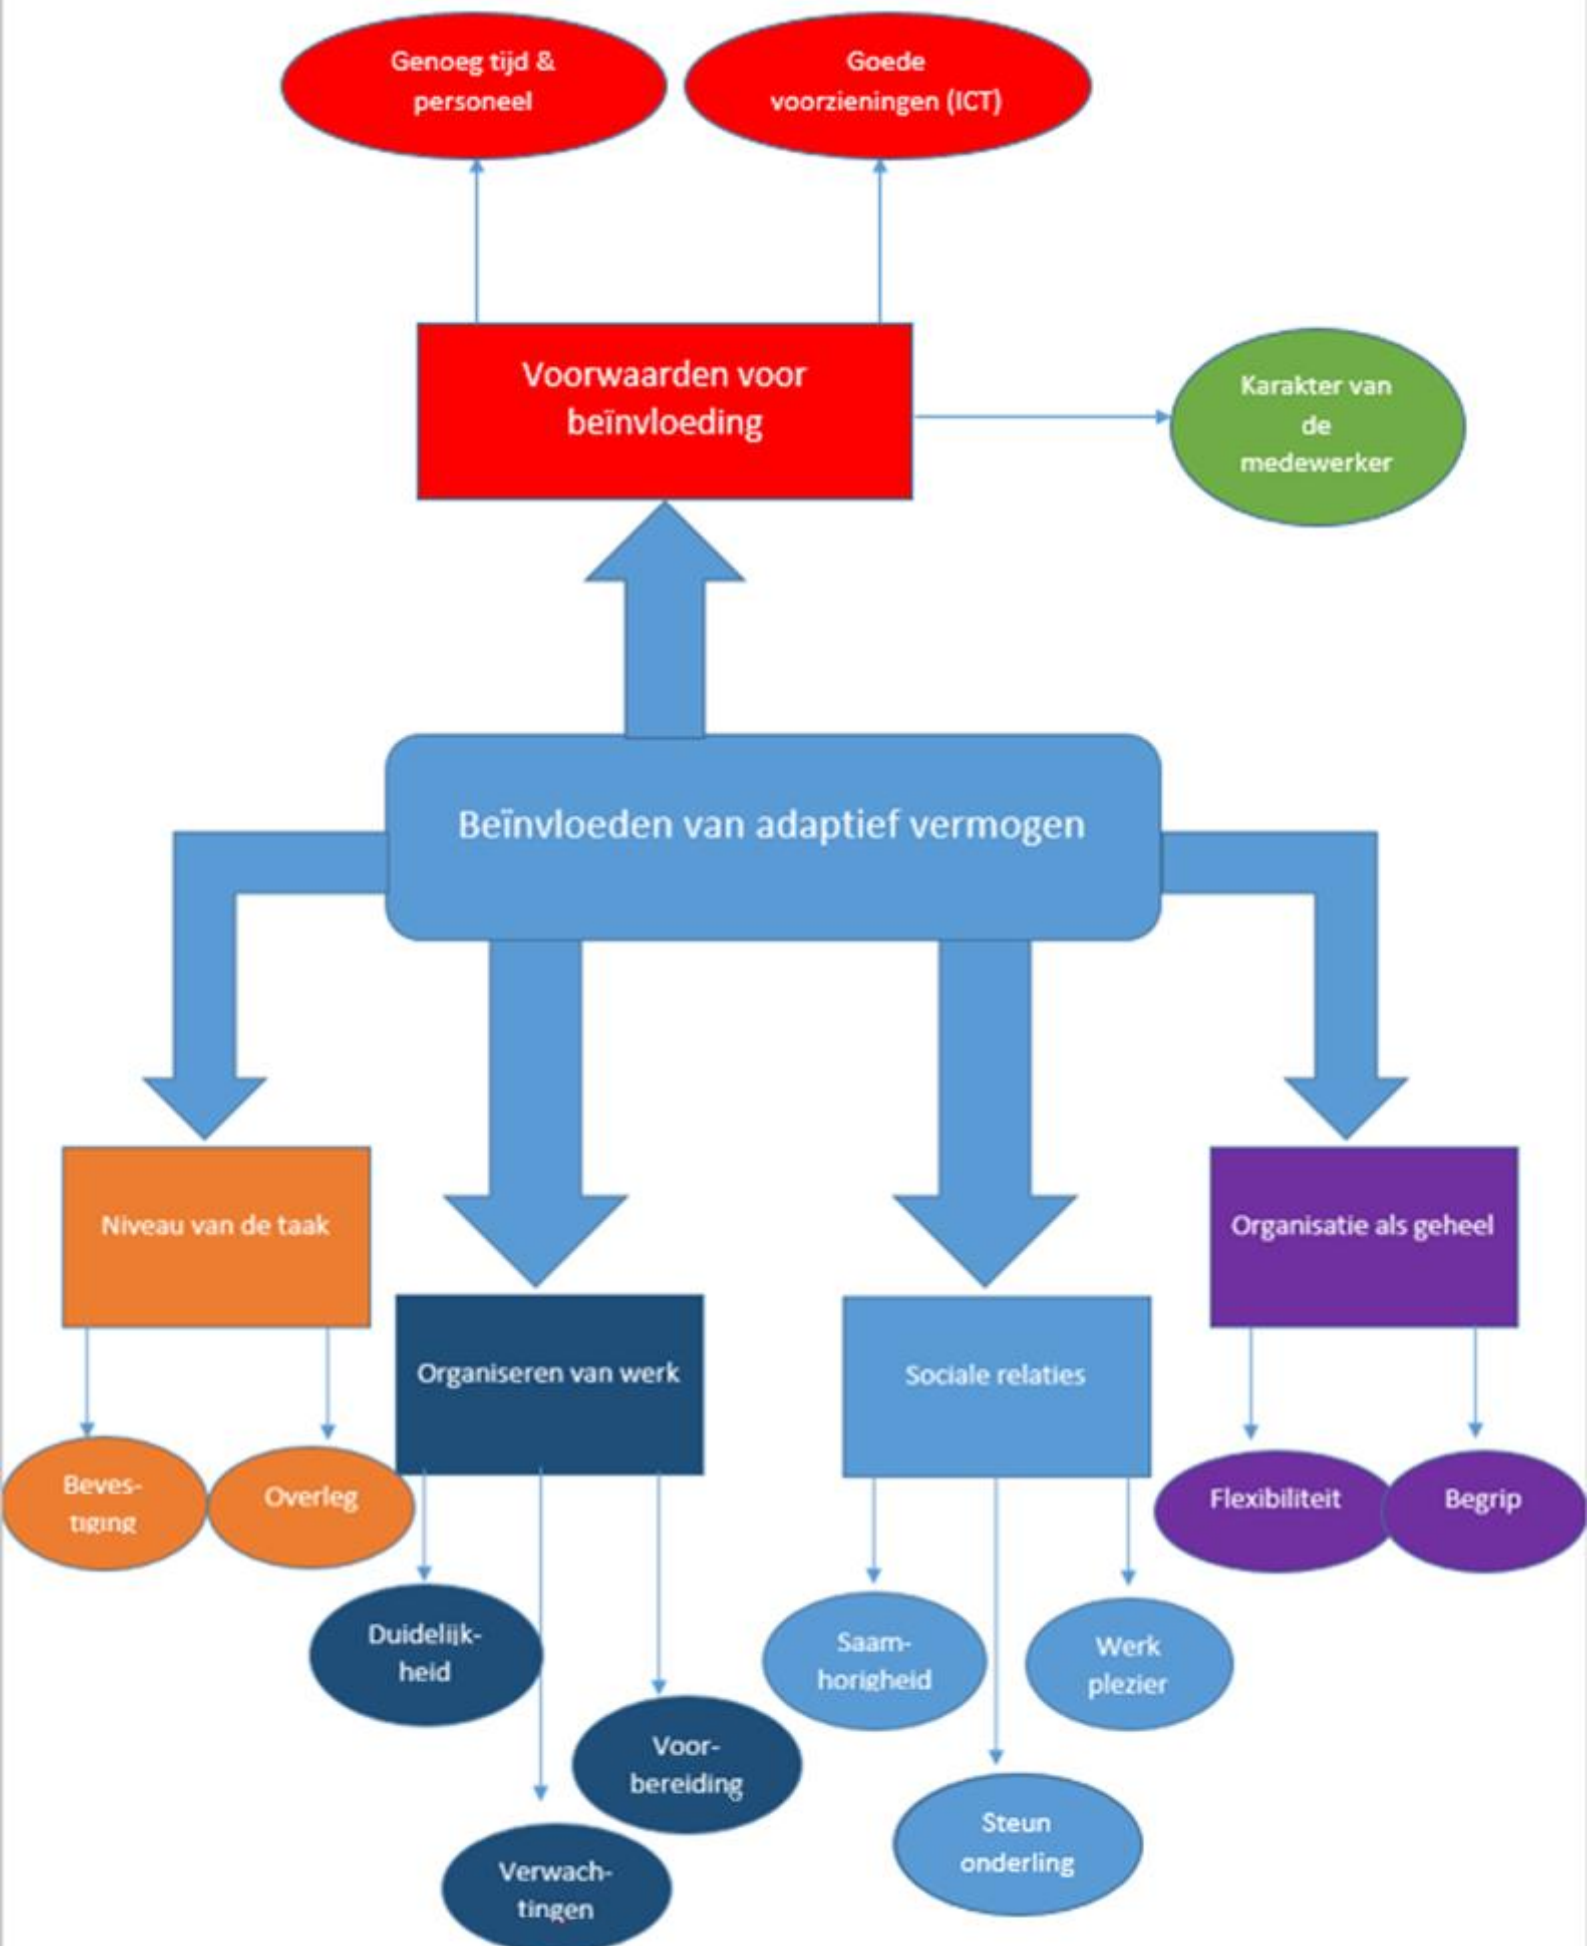 Genoeg tijd &
personeel
Goede
voorzieningen (ICT)
Voorwaarden voor
beïnvloeding
Karakter van
de
medewerker
Beïnvloeden van adaptief vermogen
Niveau van de taak
Organisatie als geheel
Organiseren van werk
Sociale relaties
Beves-
tiging
Overleg
Flexibiliteit
Begrip
Duidelijk-
heid
Saam-
horigheid
Werk
plezier
Voor-
bereiding
Steun
onderling
Verwach-
tingen